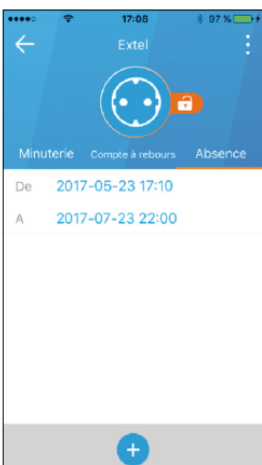 17:08 97 %
Extel
Minuterie Compte à rebours Absence
De 2017-05-23 17:10
A 2017-07-23 22:00